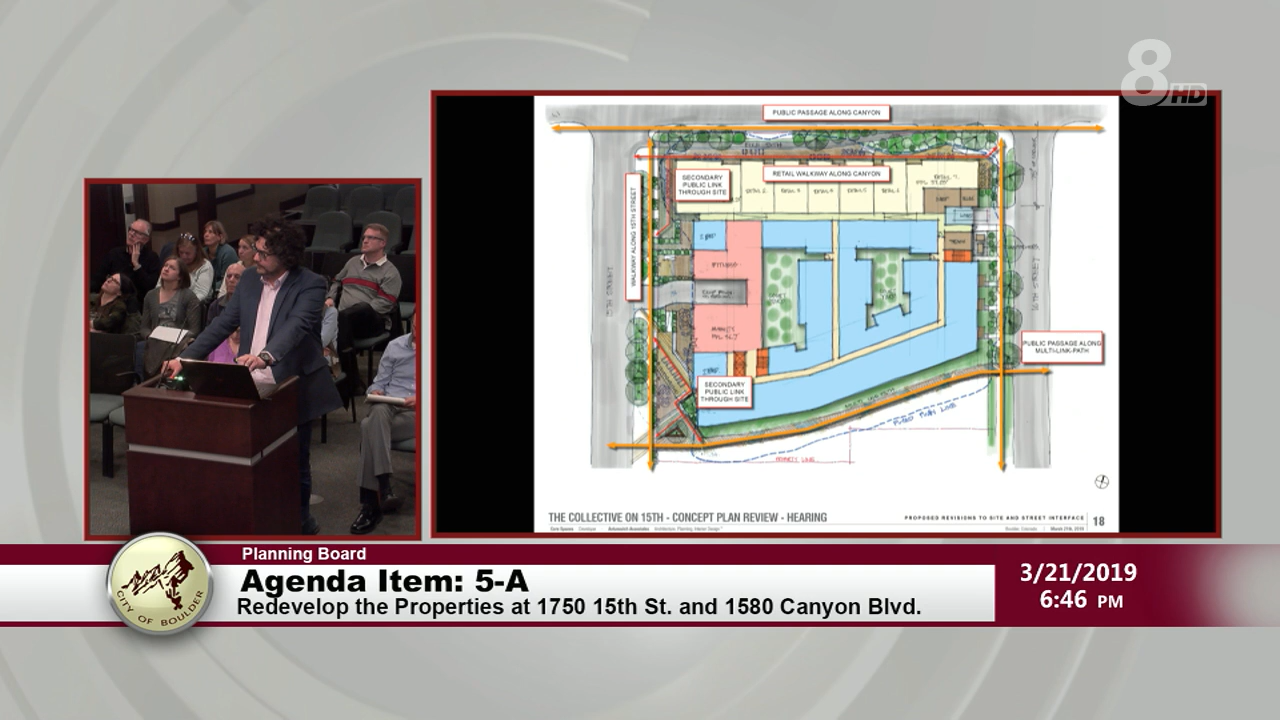 8
HD
PUBLIC PASSAGE ALONG CANYON
RETAIL WALKWAY ALONG CANYON
SECONDARY
PUBLIC LINK
THROUGH SITE
WALKWAY ALONG 15TH STREET
PUBLIC PASSAGE ALONG
MULTI-LINK-PATH
SECONDARY
PUBLIC LINK
THROUGH SITE
THE COLLECTIVE ON 15TH - CONCEPT PLAN REVIEW - HEARING
PROPOSED REVISIONS TO SITE AND STREET INTERFACE
18
Planning Board
Agenda Item: 5-A
Redevelop the Properties at 1750 15th St. and 1580 Canyon Blvd.
3/21/2019
6:46 PM
CITY OF BOULDER